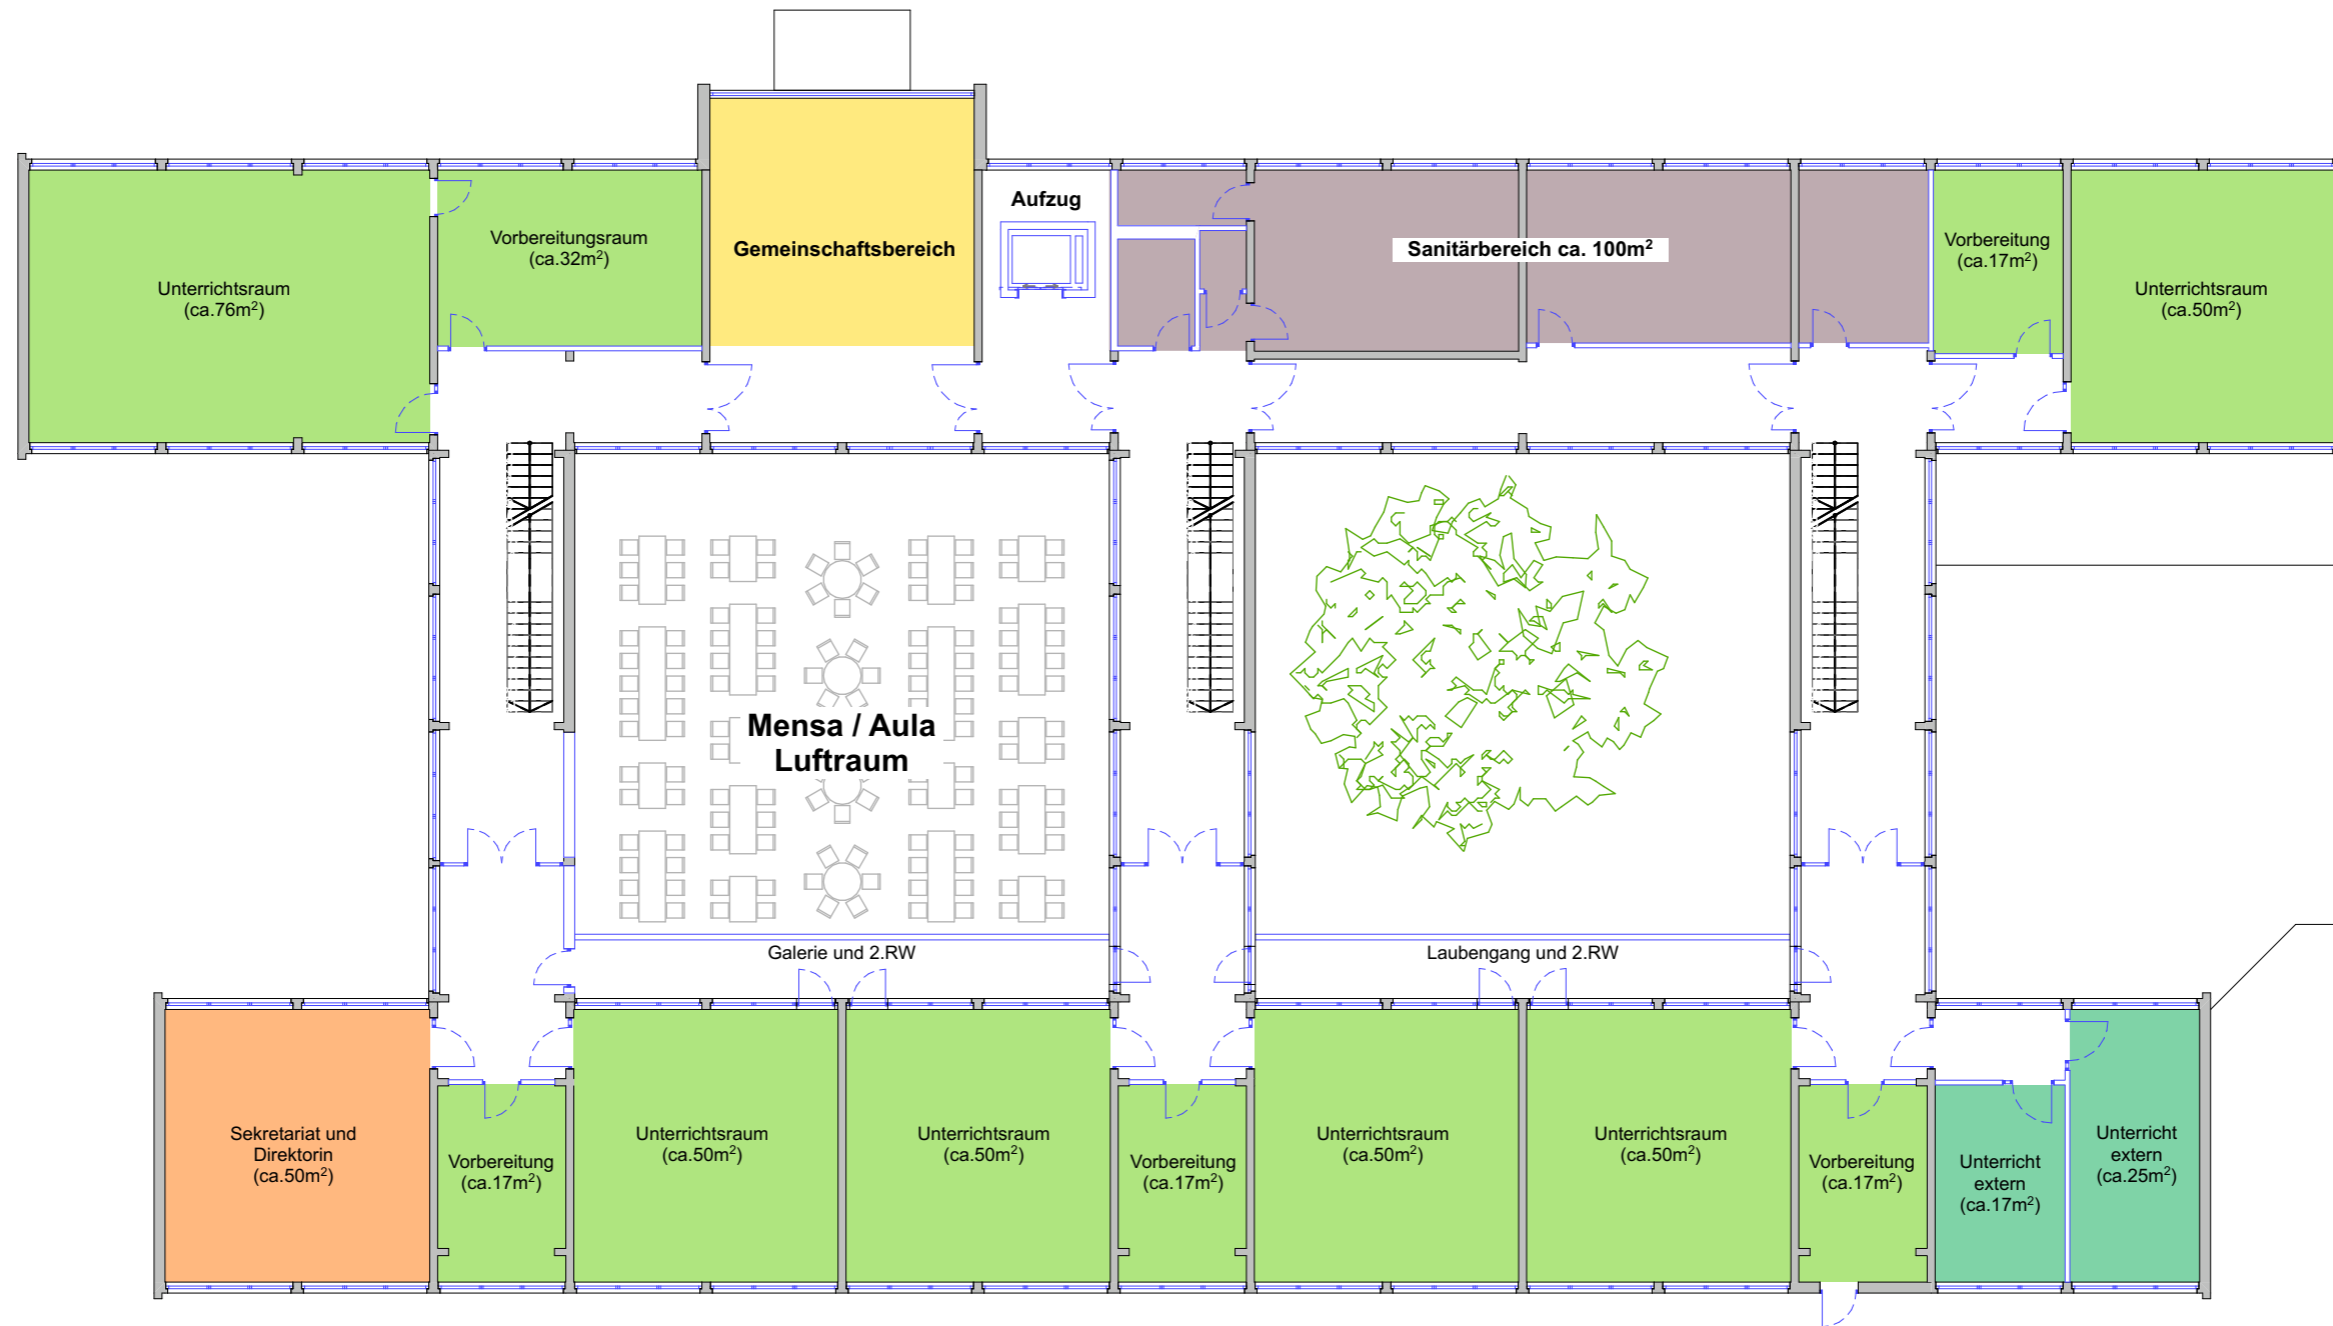 Aufzug
Vorbereitungsraum
(ca.32m²)
Gemeinschaftsbereich
Sanitärbereich ca. 100m²
Vorbereitung
(ca.17m²)
Unterrichtsraum
(ca.76m²)
Unterrichtsraum
(ca.50m²)
Mensa / Aula
Luftraum
Galerie und 2.RW
Laubengang und 2.RW
Sekretariat und
Direktorin
(ca.50m²)
Vorbereitung
(ca.17m²)
Unterrichtsraum
(ca.50m²)
Unterrichtsraum
(ca.50m²)
Vorbereitung
(ca.17m²)
Unterrichtsraum
(ca.50m²)
Unterrichtsraum
(ca.50m²)
Vorbereitung
(ca.17m²)
Unterricht
extern
(ca.17m²)
Unterricht
extern
(ca.25m²)